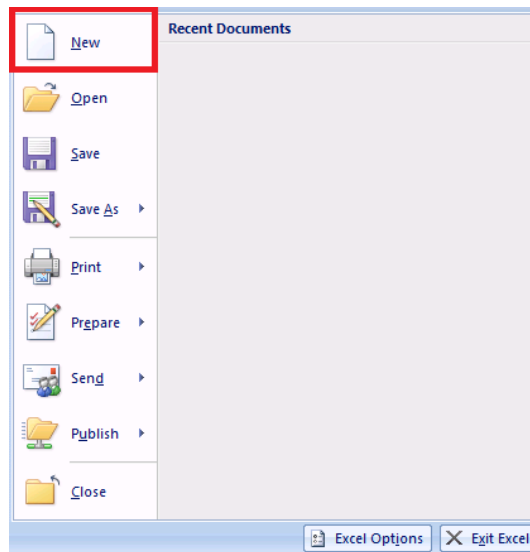 New
Recent Documents
Open
Save
Save As
Print
Prepare
Send
Publish
Close
Excel Options
Exit Excel